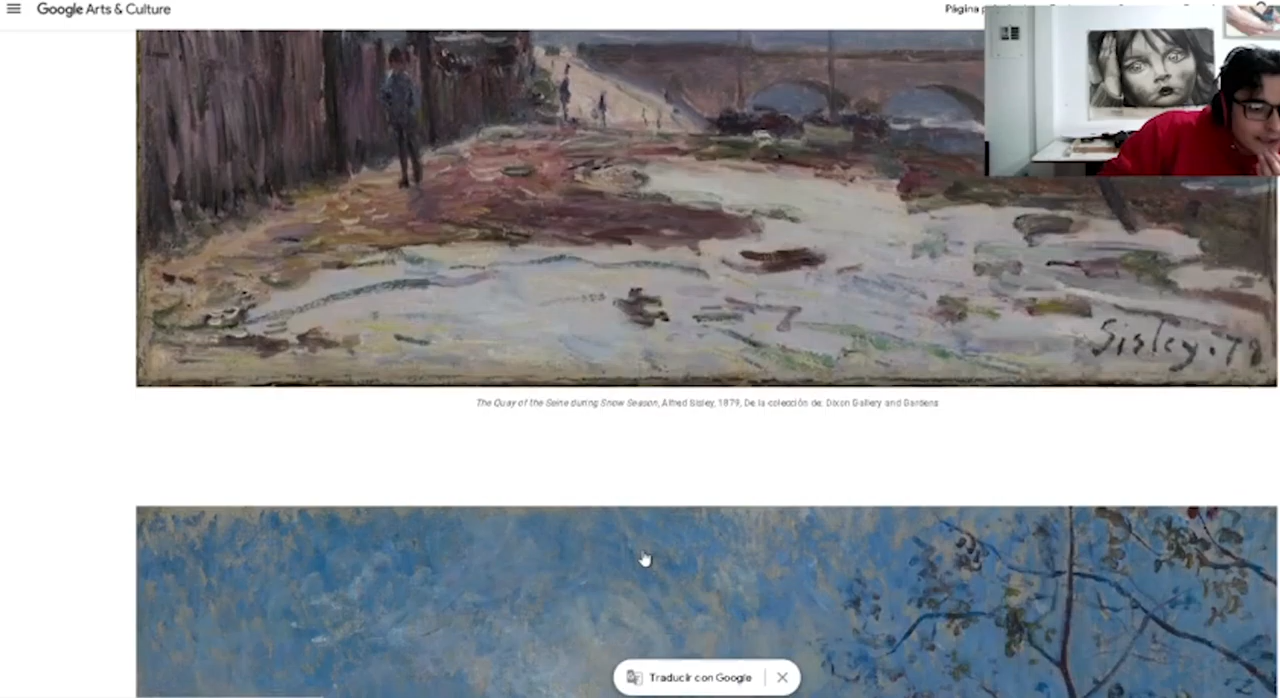 Google Arts & Culture
Página
Sisley. 79
The Quay of the Seine during Snow Season, Alfred Sisley, 1879, De la colección de: Dixon Gallery and Gardens
Traducir con Google